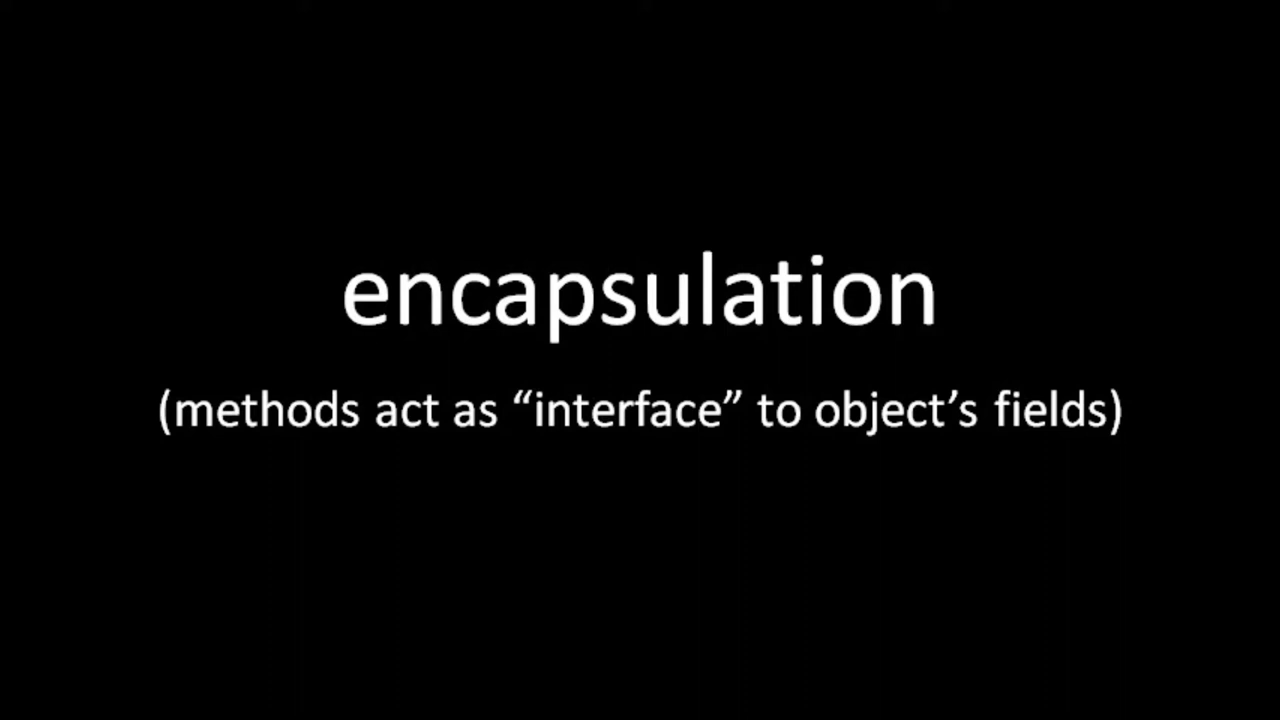 encapsulation
(methods act as “interface” to object’s fields)